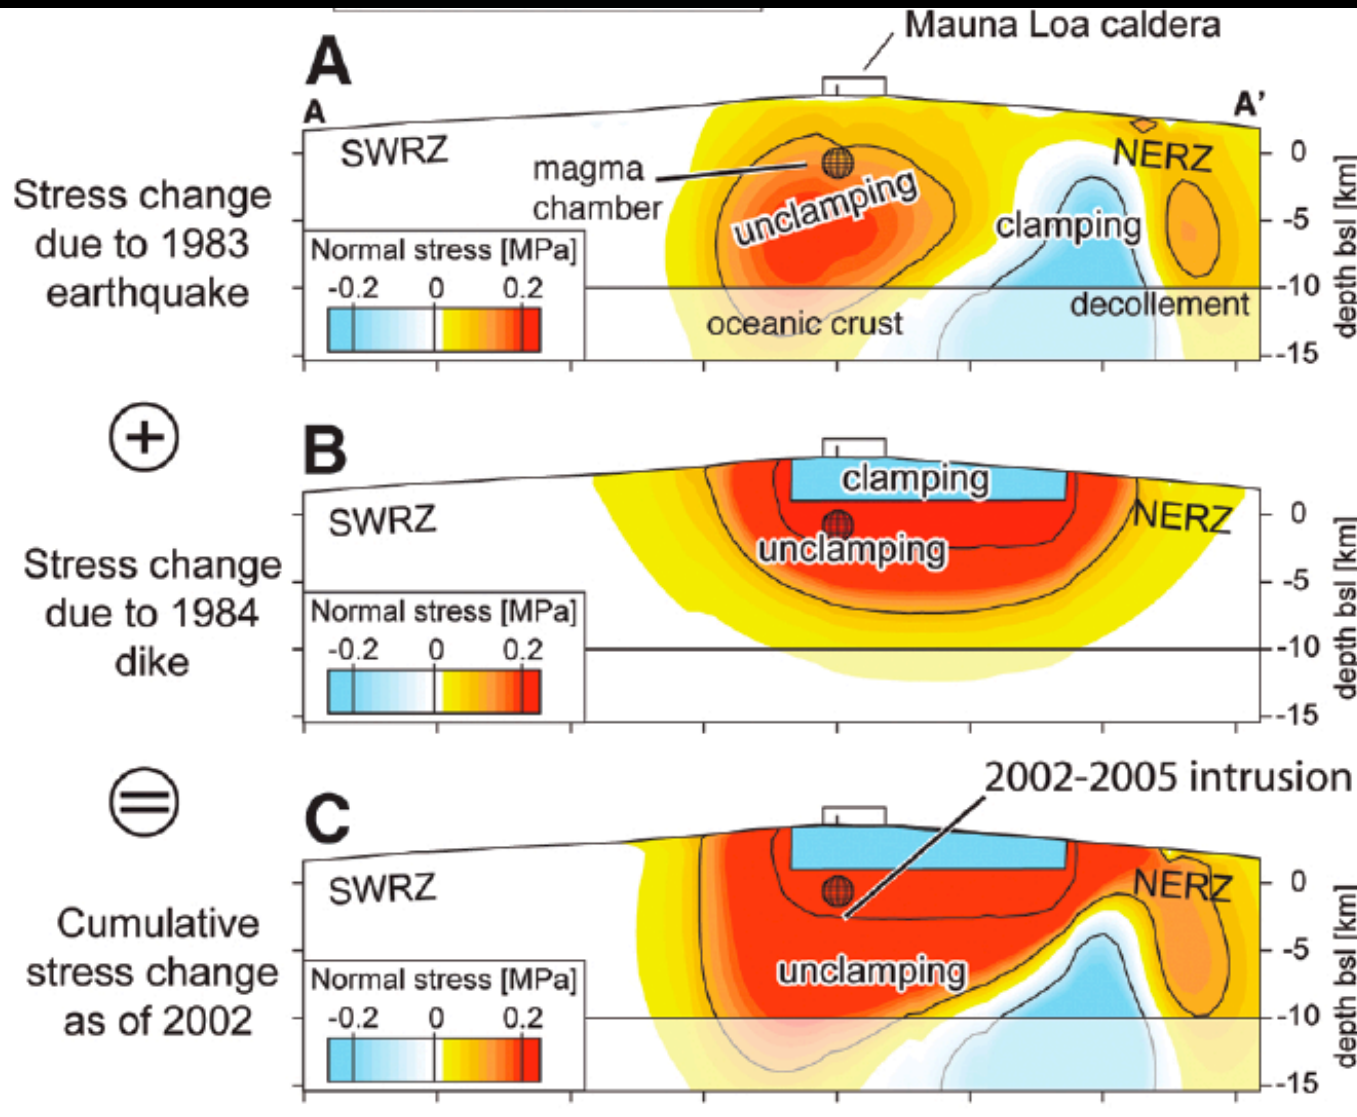 Mauna Loa caldera
A
A
A'
SWRZ
NERZ
magma
chamber
unclamping
clamping
Stress change
due to 1983
earthquake
Normal stress [MPa]
-0.2 0 0.2
oceanic crust
decollement
0
-5
-10
-15
depth bsl [km]
+
B
clamping
SWRZ
NERZ
unclamping
Stress change
due to 1984
dike
Normal stress [MPa]
-0.2 0 0.2
0
-5
-10
-15
depth bsl [km]
=
2002-2005 intrusion
C
SWRZ
NERZ
unclamping
Cumulative
stress change
as of 2002
Normal stress [MPa]
-0.2 0 0.2
0
-5
-10
-15
depth bsl [km]